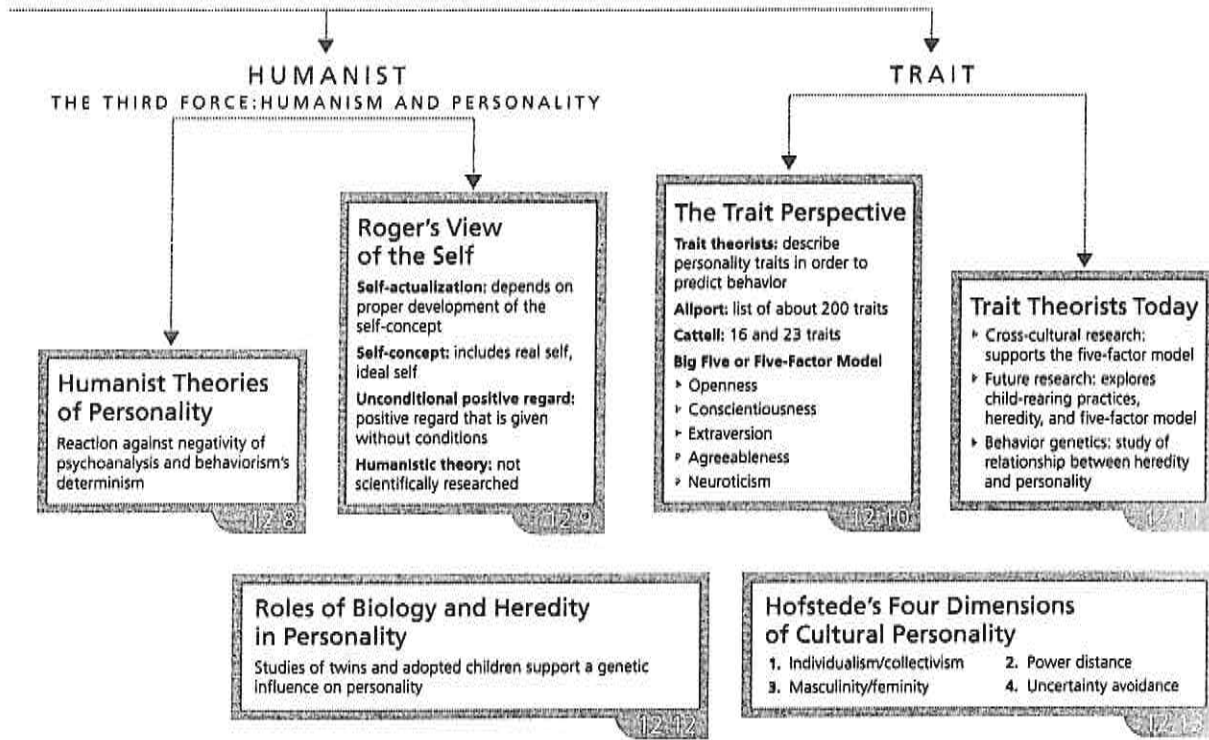 HUMANIST
THE THIRD FORCE:HUMANISM AND PERSONALITY
TRAIT
Humanist Theories
of Personality
Reaction against negativity of
psychoanalysis and behaviorism's
determinism
12 8
Roger's View
of the Self
Self-actualization: depends on
proper development of the
self-concept
Self-concept: includes real self,
ideal self
Unconditional positive regard:
positive regard that is given
without conditions
Humanistic theory: not
scientifically researched
12 9
The Trait Perspective
Trait theorists: describe
personality traits in order to
predict behavior
Allport: list of about 200 traits
Cattell: 16 and 23 traits
Big Five or Five-Factor Model
▸ Openness
▸ Conscientiousness
▸ Extraversion
▸ Agreeableness
▸ Neuroticism
12 10
Trait Theorists Today
▸ Cross-cultural research:
supports the five-factor model
▸ Future research: explores
child-rearing practices,
heredity, and five-factor model
▸ Behavior genetics: study of
relationship between heredity
and personality
12 11
Roles of Biology and Heredity
in Personality
Studies of twins and adopted children support a genetic
influence on personality
12 12
Hofstede's Four Dimensions
of Cultural Personality
1. Individualism/collectivism 2. Power distance
3. Masculinity/feminity 4. Uncertainty avoidance
12 13